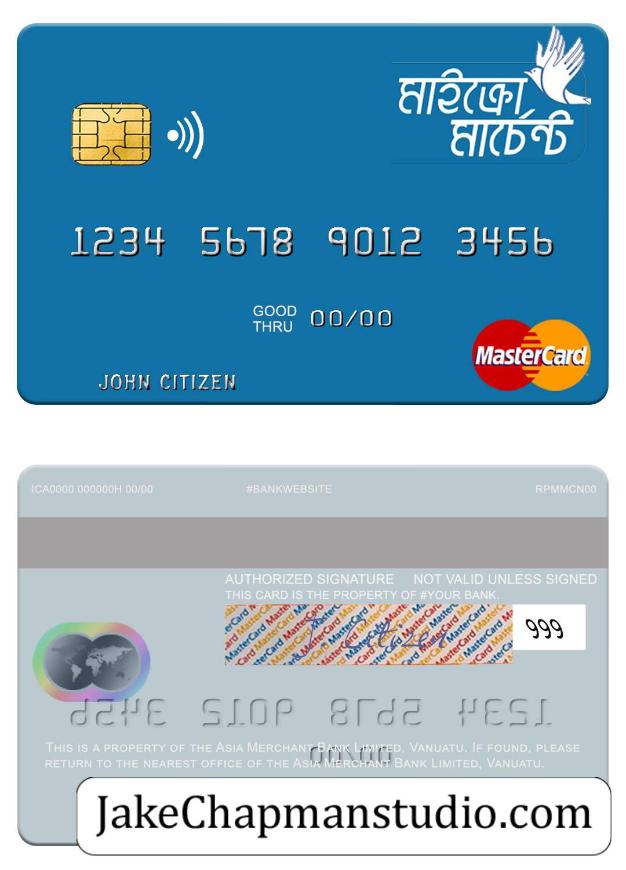 মাইক্রো
মার্চেন্ট
1234 5678 9012 3456
GOOD
THRU 00/00
MasterCard
JOHN CITIZEN
ICA0000 000000H 00/00 #BANKWEBSITE RPMMCN00
AUTHORIZED SIGNATURE NOT VALID UNLESS SIGNED
THIS CARD IS THE PROPERTY OF #YOUR BANK.
999
THIS IS A PROPERTY OF THE ASIA MERCHANT BANK LIMITED, VANUATU. IF FOUND, PLEASE
RETURN TO THE NEAREST OFFICE OF THE ASIA MERCHANT BANK LIMITED, VANUATU.
JakeChapmanstudio.com